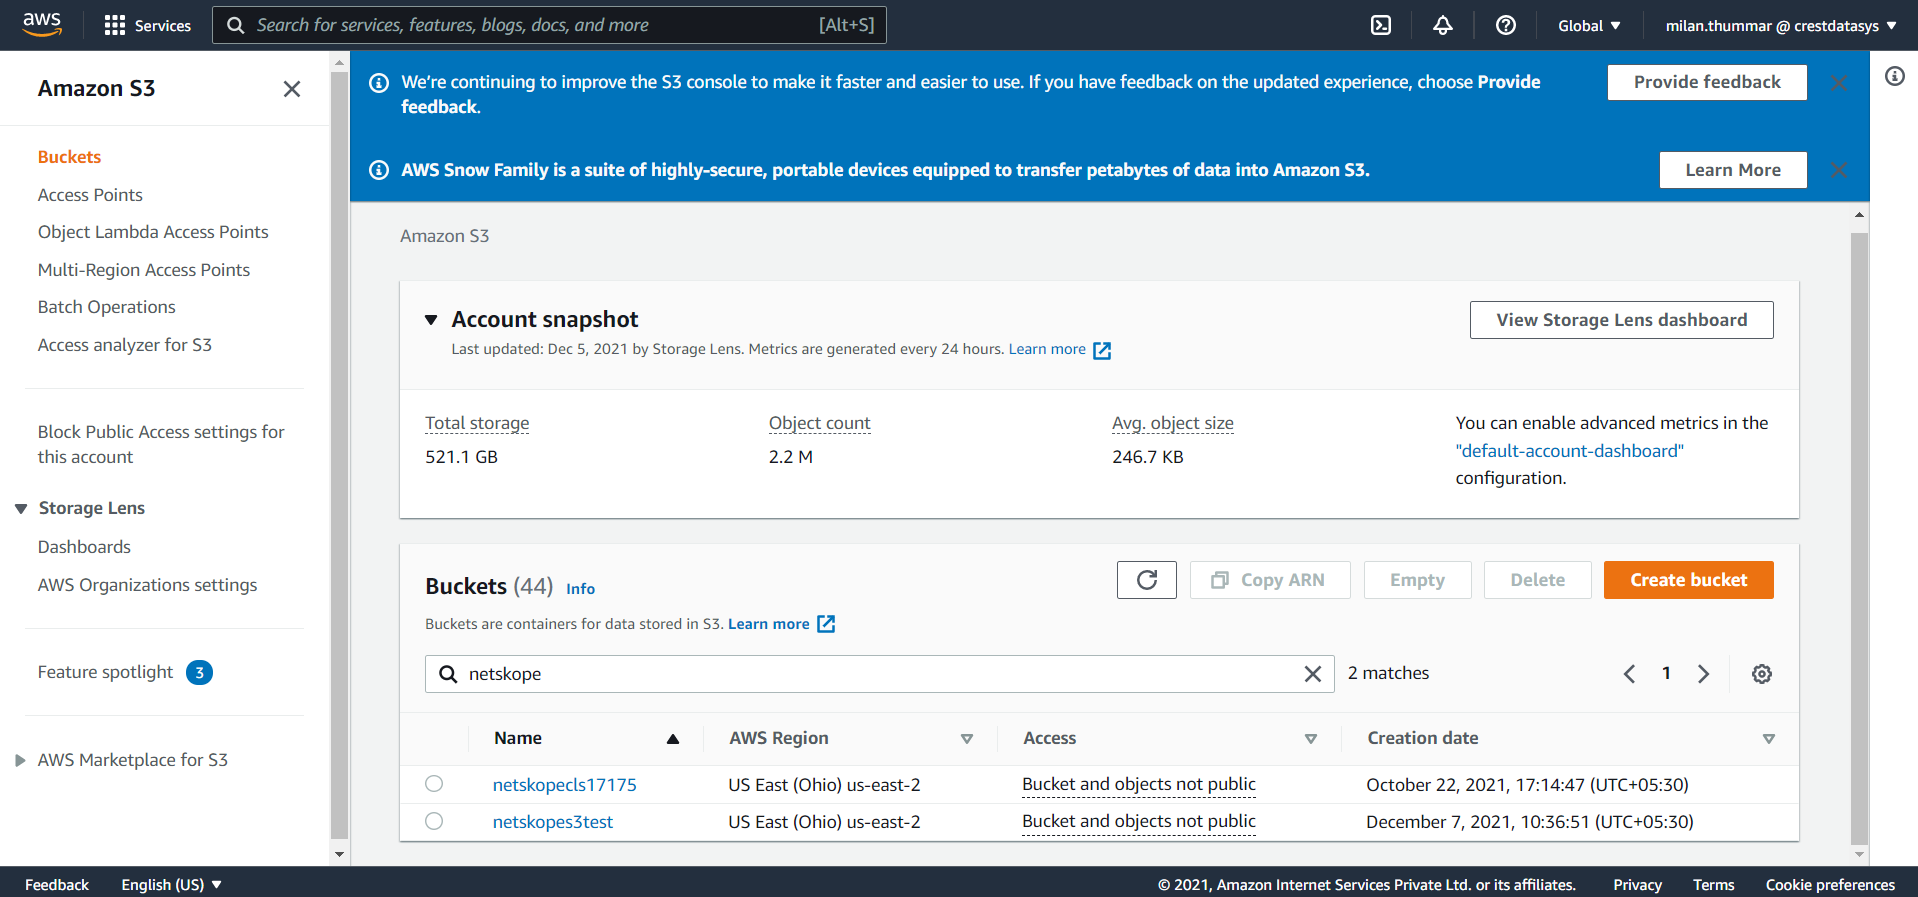 aws
Services
Search for services, features, blogs, docs, and more
[Alt+S]
Global
milan.thummar @ crestdatasys
Amazon S3
Buckets
Access Points
Object Lambda Access Points
Multi-Region Access Points
Batch Operations
Access analyzer for S3
Block Public Access settings for
this account
Storage Lens
Dashboards
AWS Organizations settings
Feature spotlight 3
AWS Marketplace for S3
We're continuing to improve the S3 console to make it faster and easier to use. If you have feedback on the updated experience, choose Provide
feedback.
Provide feedback
AWS Snow Family is a suite of highly-secure, portable devices equipped to transfer petabytes of data into Amazon S3.
Learn More
Amazon S3
Account snapshot
Last updated: Dec 5, 2021 by Storage Lens. Metrics are generated every 24 hours. Learn more
View Storage Lens dashboard
Total storage
521.1 GB
Object count
2.2 M
Avg. object size
246.7 KB
You can enable advanced metrics in the
"default-account-dashboard"
configuration.
Buckets (44) Info
Copy ARN
Empty
Delete
Create bucket
Buckets are containers for data stored in S3. Learn more
netskope
2 matches
1
Name AWS Region Access Creation date
netskopecls17175 US East (Ohio) us-east-2 Bucket and objects not public October 22, 2021, 17:14:47 (UTC+05:30)
netskopes3test US East (Ohio) us-east-2 Bucket and objects not public December 7, 2021, 10:36:51 (UTC+05:30)
Feedback English (US) © 2021, Amazon Internet Services Private Ltd. or its affiliates. Privacy Terms Cookie preferences